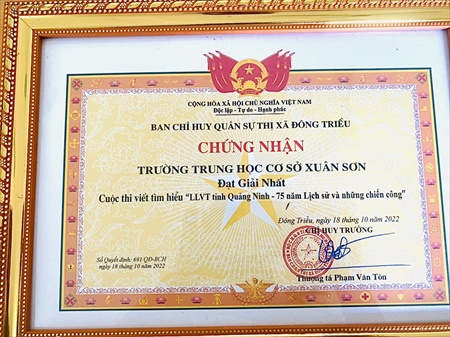 CỘNG HÒA XÃ HỘI CHỦ NGHĨA VIỆT NAM
Độc lập - Tự do - Hạnh phúc
BAN CHỈ HUY QUÂN SỰ THỊ XÃ ĐÔNG TRIỀU
CHỨNG NHẬN
TRƯỜNG TRUNG HỌC CƠ SỞ XUÂN SƠN
Đạt Giải Nhất
Cuộc thi viết tìm hiểu "LLVT tỉnh Quảng Ninh - 75 năm Lịch sử và những chiến công"
Đông Triều, ngày 18 tháng 10 năm 2022
CHỈ HUY TRƯỞNG
Số Quyết định: 691/QD-BCH
ngày 18 tháng 10 năm 2022
Thượng tá Phạm Văn Tôn